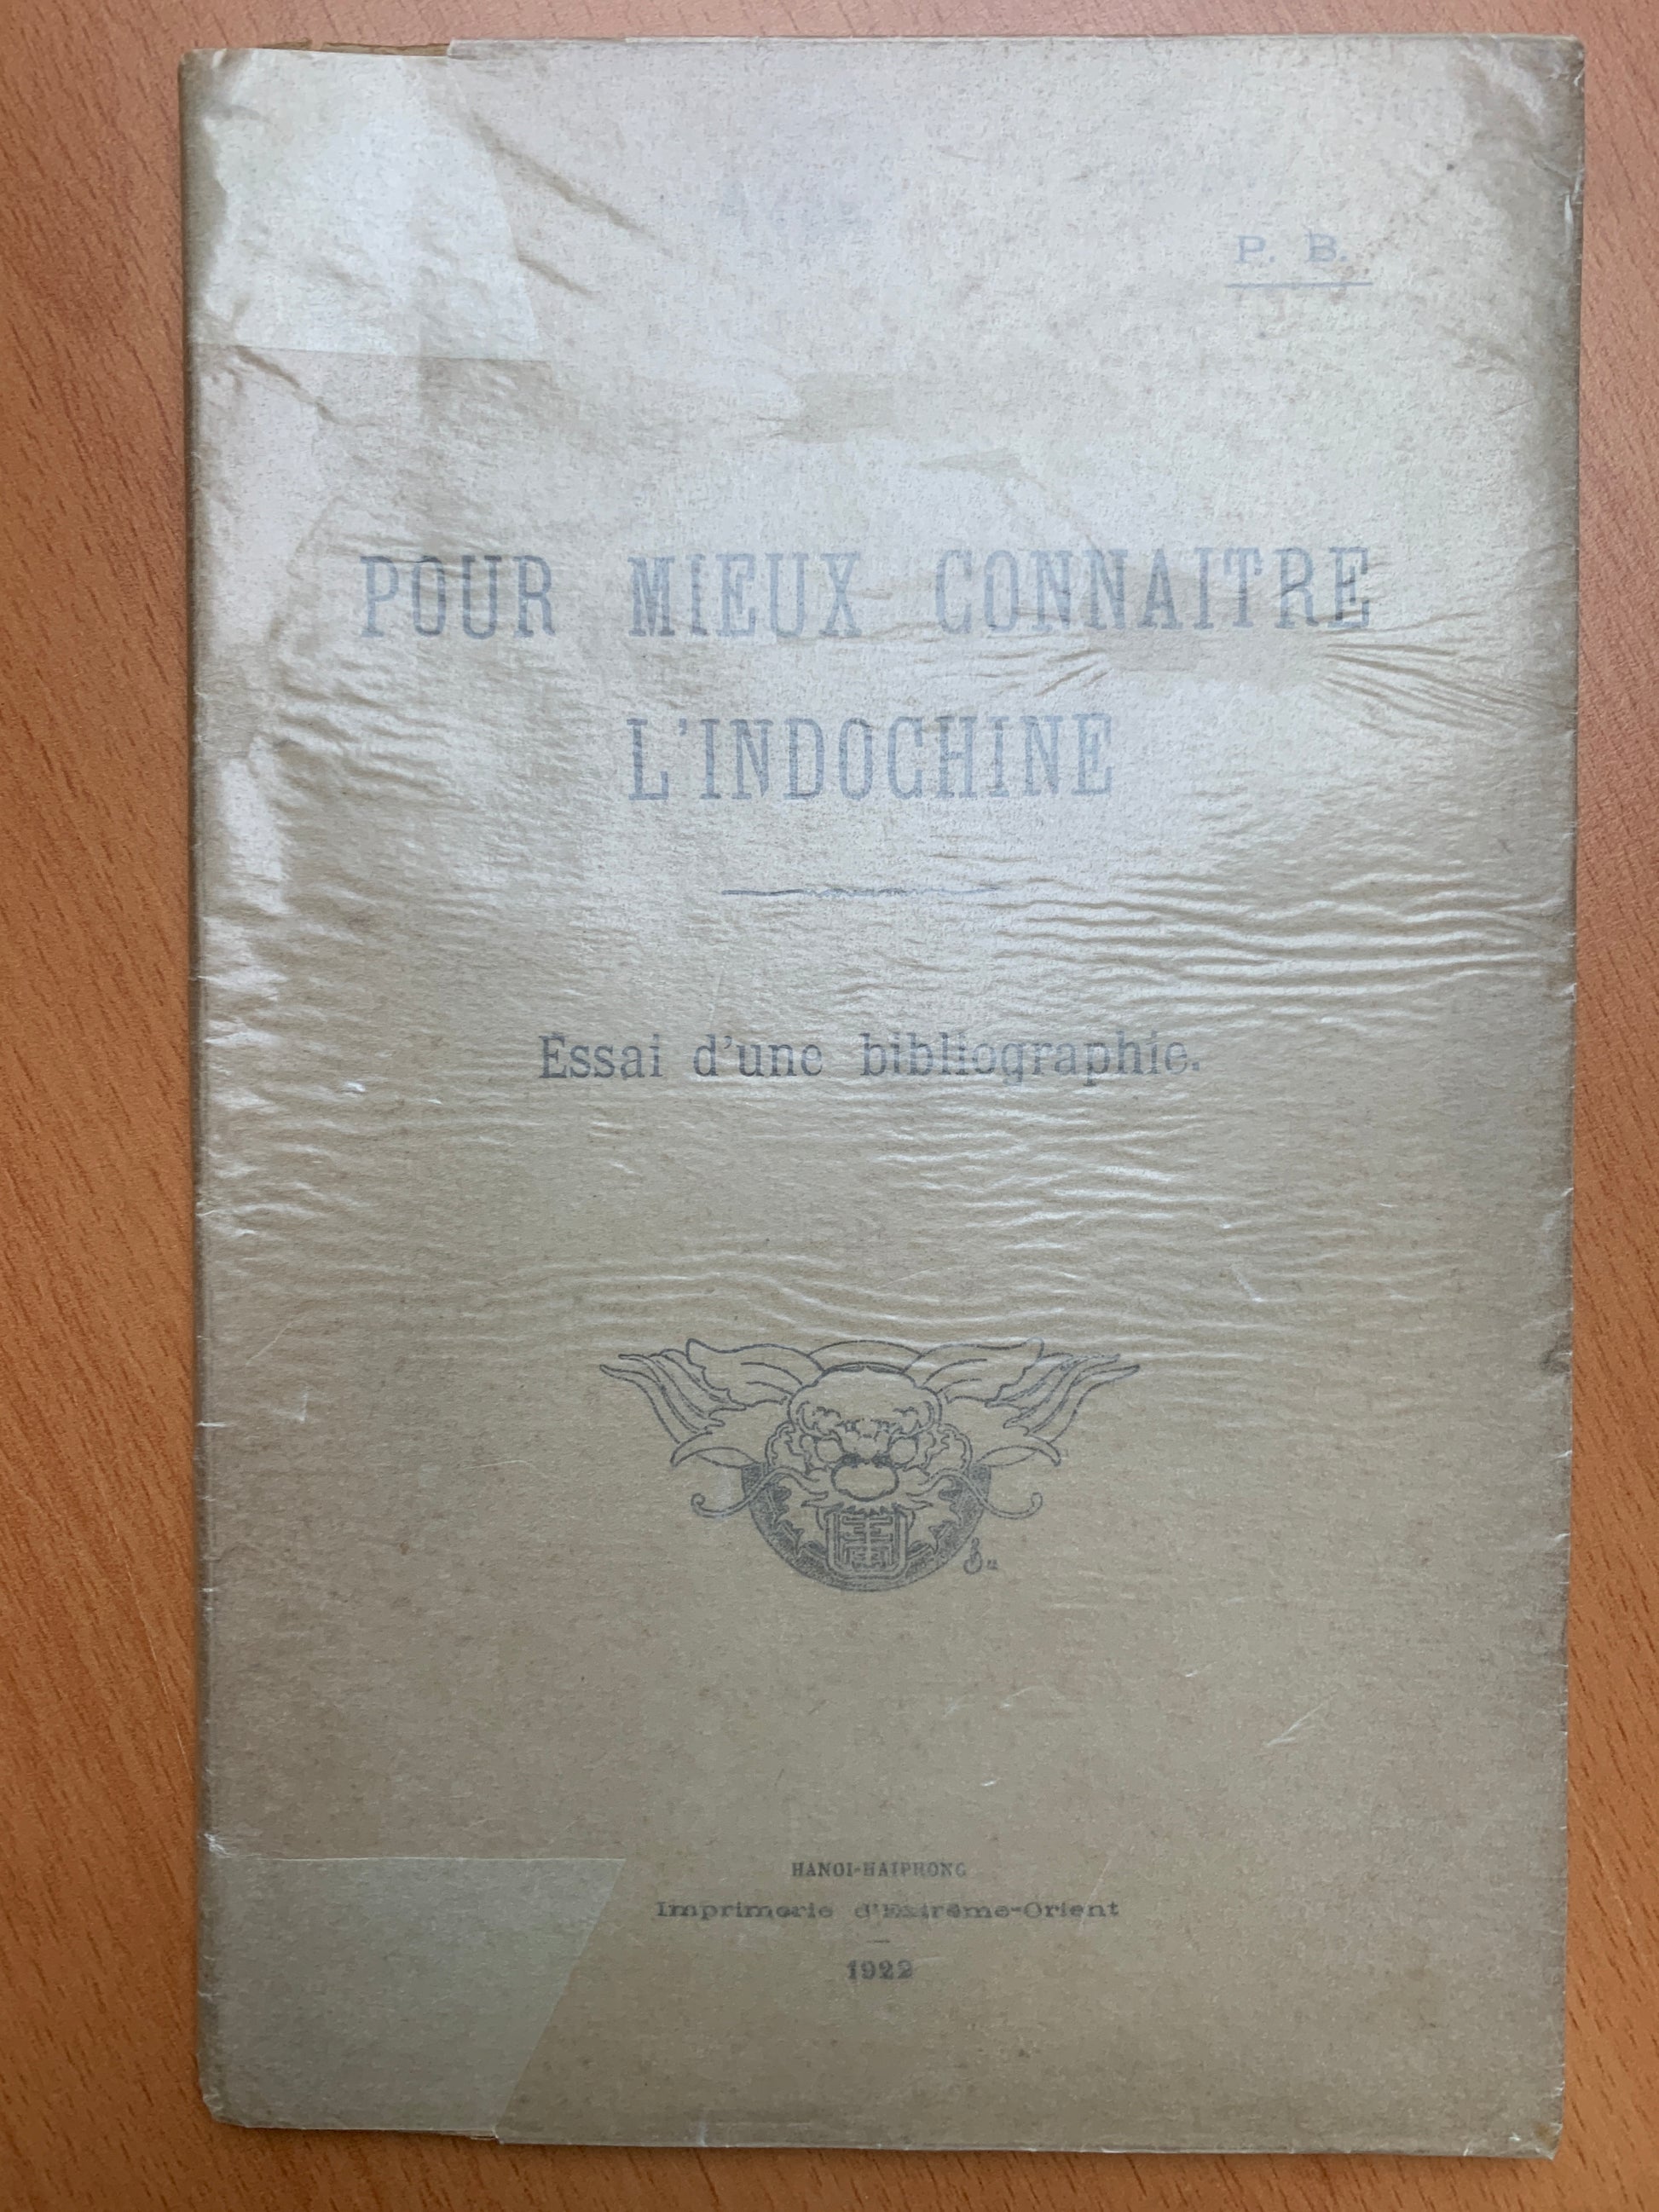 P. B.
POUR MIEUX CONNAITRE
L'INDOCHINE
Essai d'une bibliographie.
HANOI-HAIPHONG
Imprimerie d'Extrême-Orient
1922